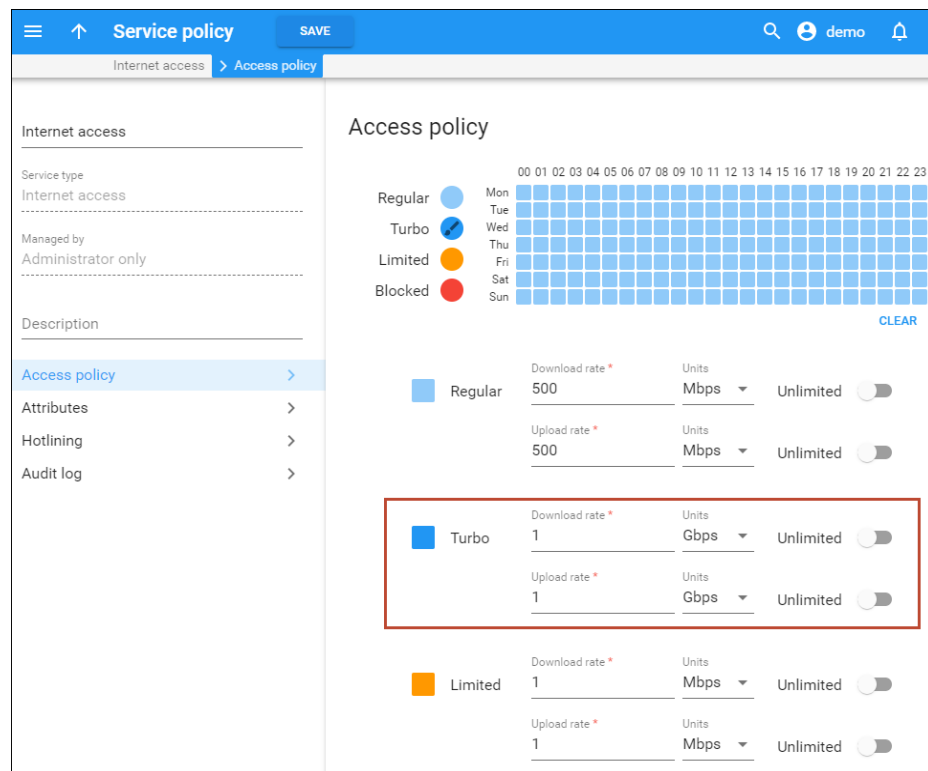 Service policy SAVE demo
Internet access > Access policy
Internet access
Service type
Internet access
Managed by
Administrator only
Description
Access policy
Attributes
Hotlining
Audit log
Access policy
00 01 02 03 04 05 06 07 08 09 10 11 12 13 14 15 16 17 18 19 20 21 22 23
Regular
Turbo
Limited
Blocked
Mon
Tue
Wed
Thu
Fri
Sat
Sun
CLEAR
Download rate * Units
Regular 500 Mbps Unlimited
Upload rate * Units
500 Mbps Unlimited
Download rate * Units
Turbo 1 Gbps Unlimited
Upload rate * Units
1 Gbps Unlimited
Download rate * Units
Limited 1 Mbps Unlimited
Upload rate * Units
1 Mbps Unlimited